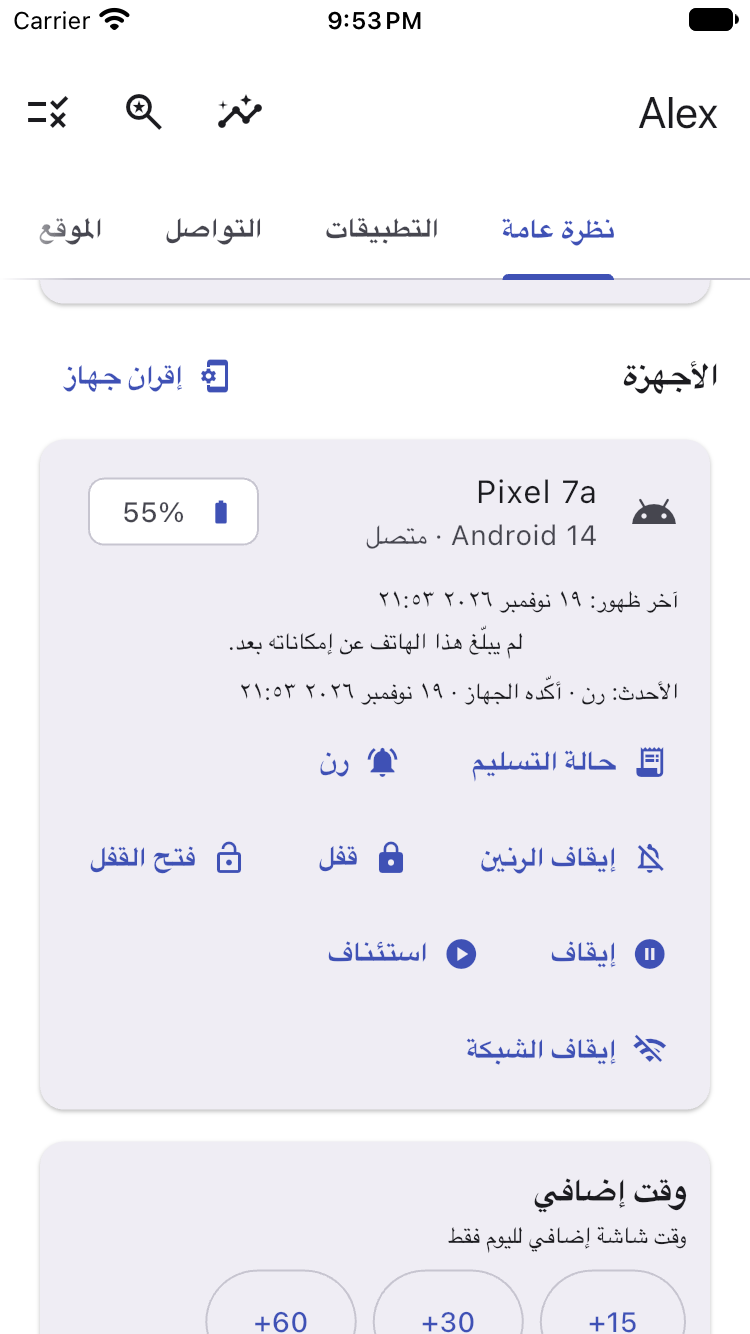 Carrier 9:53 PM
Alex
نظرة عامة التطبيقات التواصل الموقع
الأجهزة إقران جهاز
Pixel 7a 55%
Android 14 · متصل
آخر ظهور: ١٩ نوفمبر ٢٠٢٦ ٢١:٥٣
لم يبلّغ هذا الهاتف عن إمكاناته بعد.
الأحدث: رن · أكّده الجهاز · ١٩ نوفمبر ٢٠٢٦ ٢١:٥٣
حالة التسليم رن
إيقاف الرنين قفل فتح القفل
إيقاف استئناف
إيقاف الشبكة
وقت إضافي
وقت شاشة إضافي لليوم فقط
+15 +30 +60